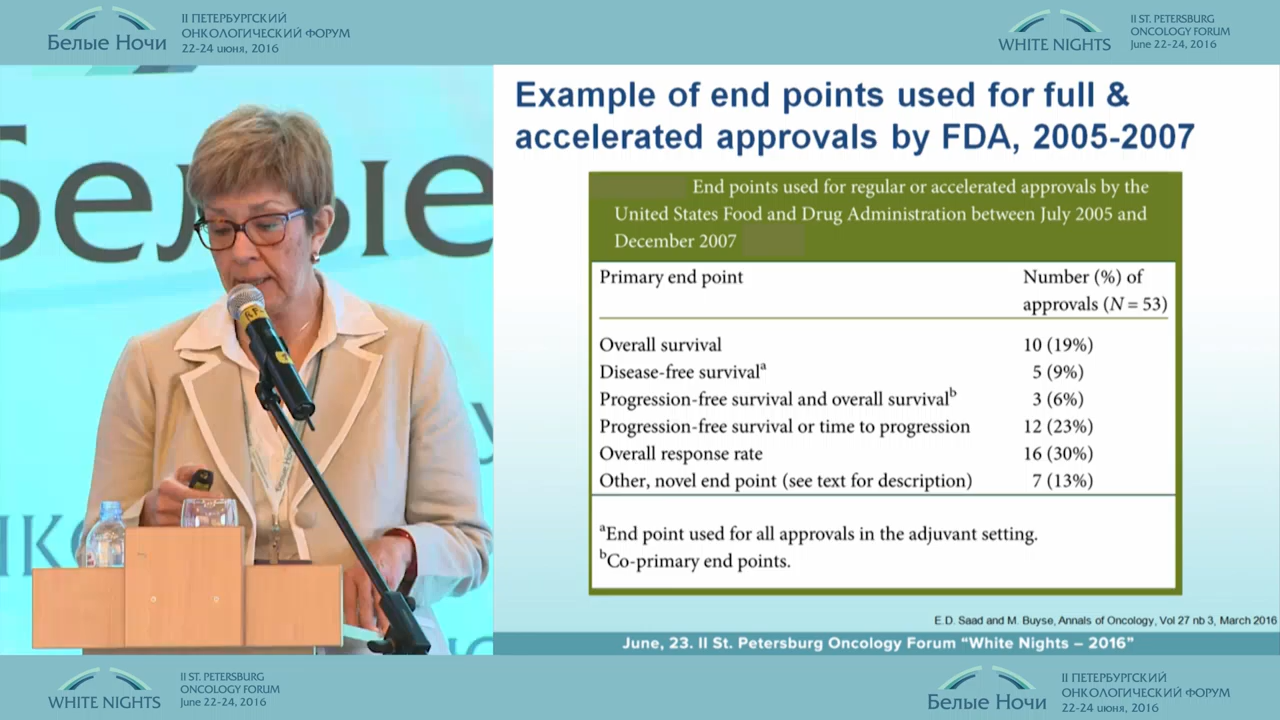 Белые Ночи
II ПЕТЕРБУРГСКИЙ
ОНКОЛОГИЧЕСКИЙ ФОРУМ
22-24 июня, 2016
WHITE NIGHTS
II ST. PETERSBURG
ONCOLOGY FORUM
June 22-24, 2016
Example of end points used for full &
accelerated approvals by FDA, 2005-2007
End points used for regular or accelerated approvals by the
United States Food and Drug Administration between July 2005 and
December 2007
Primary end point
Number (%) of
approvals (N = 53)
Overall survival 10 (19%)
Disease-free survivalᵃ 5 (9%)
Progression-free survival and overall survivalᵇ 3 (6%)
Progression-free survival or time to progression 12 (23%)
Overall response rate 16 (30%)
Other, novel end point (see text for description) 7 (13%)
ᵃEnd point used for all approvals in the adjuvant setting.
ᵇCo-primary end points.
E.D. Saad and M. Buyse, Annals of Oncology, Vol 27 nb 3, March 2016
June, 23. II St. Petersburg Oncology Forum “White Nights – 2016”
WHITE NIGHTS
II ST. PETERSBURG
ONCOLOGY FORUM
June 22-24, 2016
Белые Ночи
II ПЕТЕРБУРГСКИЙ
ОНКОЛОГИЧЕСКИЙ ФОРУМ
22-24 июня, 2016